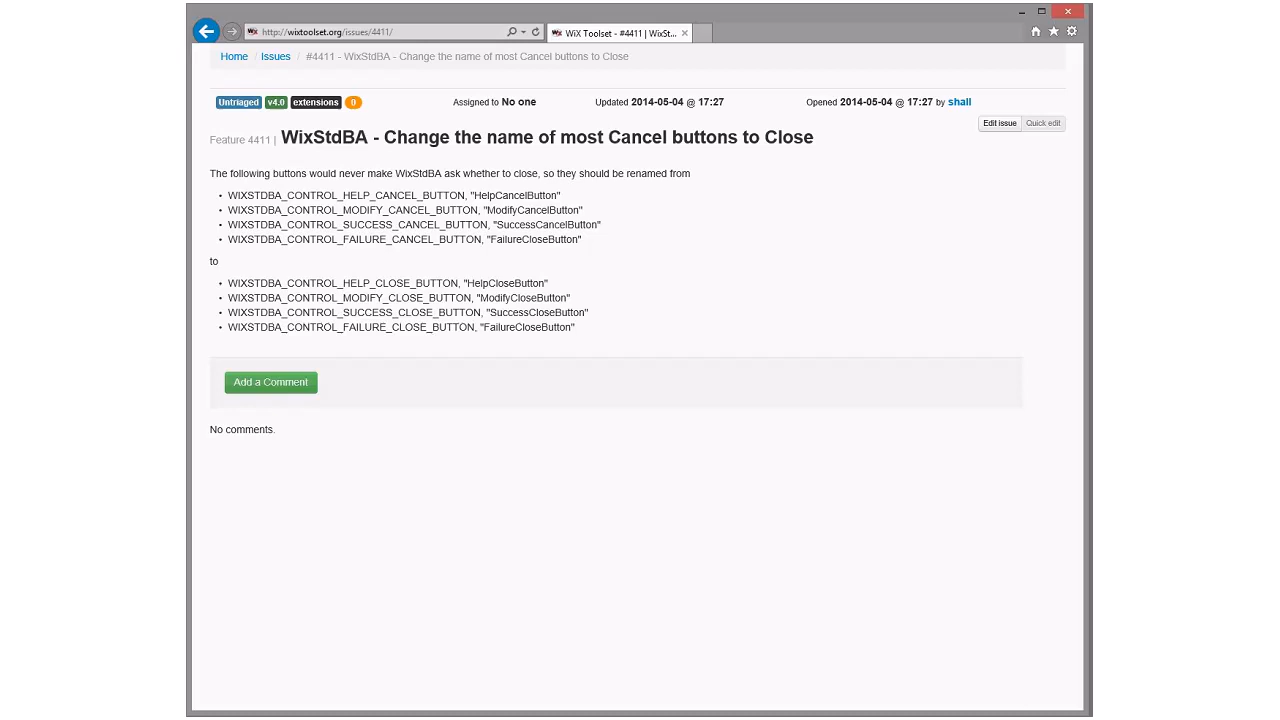 http://wixtoolset.org/issues/4411/
WiX Toolset - #4411 | WixSt...
Home / Issues / #4411 - WixStdBA - Change the name of most Cancel buttons to Close
Untriaged v4.0 extensions 0 Assigned to No one Updated 2014-05-04 @ 17:27 Opened 2014-05-04 @ 17:27 by shall
Edit issue Quick edit
Feature 4411 | WixStdBA - Change the name of most Cancel buttons to Close
The following buttons would never make WixStdBA ask whether to close, so they should be renamed from
• WIXSTDBA_CONTROL_HELP_CANCEL_BUTTON, "HelpCancelButton"
• WIXSTDBA_CONTROL_MODIFY_CANCEL_BUTTON, "ModifyCancelButton"
• WIXSTDBA_CONTROL_SUCCESS_CANCEL_BUTTON, "SuccessCancelButton"
• WIXSTDBA_CONTROL_FAILURE_CANCEL_BUTTON, "FailureCloseButton"
to
• WIXSTDBA_CONTROL_HELP_CLOSE_BUTTON, "HelpCloseButton"
• WIXSTDBA_CONTROL_MODIFY_CLOSE_BUTTON, "ModifyCloseButton"
• WIXSTDBA_CONTROL_SUCCESS_CLOSE_BUTTON, "SuccessCloseButton"
• WIXSTDBA_CONTROL_FAILURE_CLOSE_BUTTON, "FailureCloseButton"
Add a Comment
No comments.